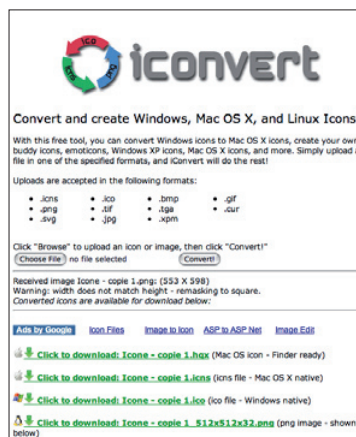 ico
icns
png
iconvert
Convert and create Windows, Mac OS X, and Linux Icons
With this free tool, you can convert Windows icons to Mac OS X icons, create your own
buddy icons, emoticons, Windows XP icons, Mac OS X icons, and more. Simply upload a
file in one of the specified formats, and iConvert will do the rest!
Uploads are accepted in the following formats:
• .icns • .ico • .bmp • .gif
• .png • .tif • .tga • .cur
• .svg • .jpg • .xpm
Click "Browse" to upload an icon or image, then click "Convert!"
Choose File no file selected Convert!
Received image Icone - copie 1.png: (553 X 598)
Warning: width does not match height - remasking to square.
Converted icons are available for download below:
Ads by Google Icon Files Image to Icon ASP to ASP Net Image Edit
Click to download: Icone - copie 1.hqx (Mac OS icon - Finder ready)
Click to download: Icone - copie 1.icns (icns file - Mac OS X native)
Click to download: Icone - copie 1.ico (ico file - Windows native)
Click to download: Icone - copie 1_512x512x32.png (png image - shown
below)